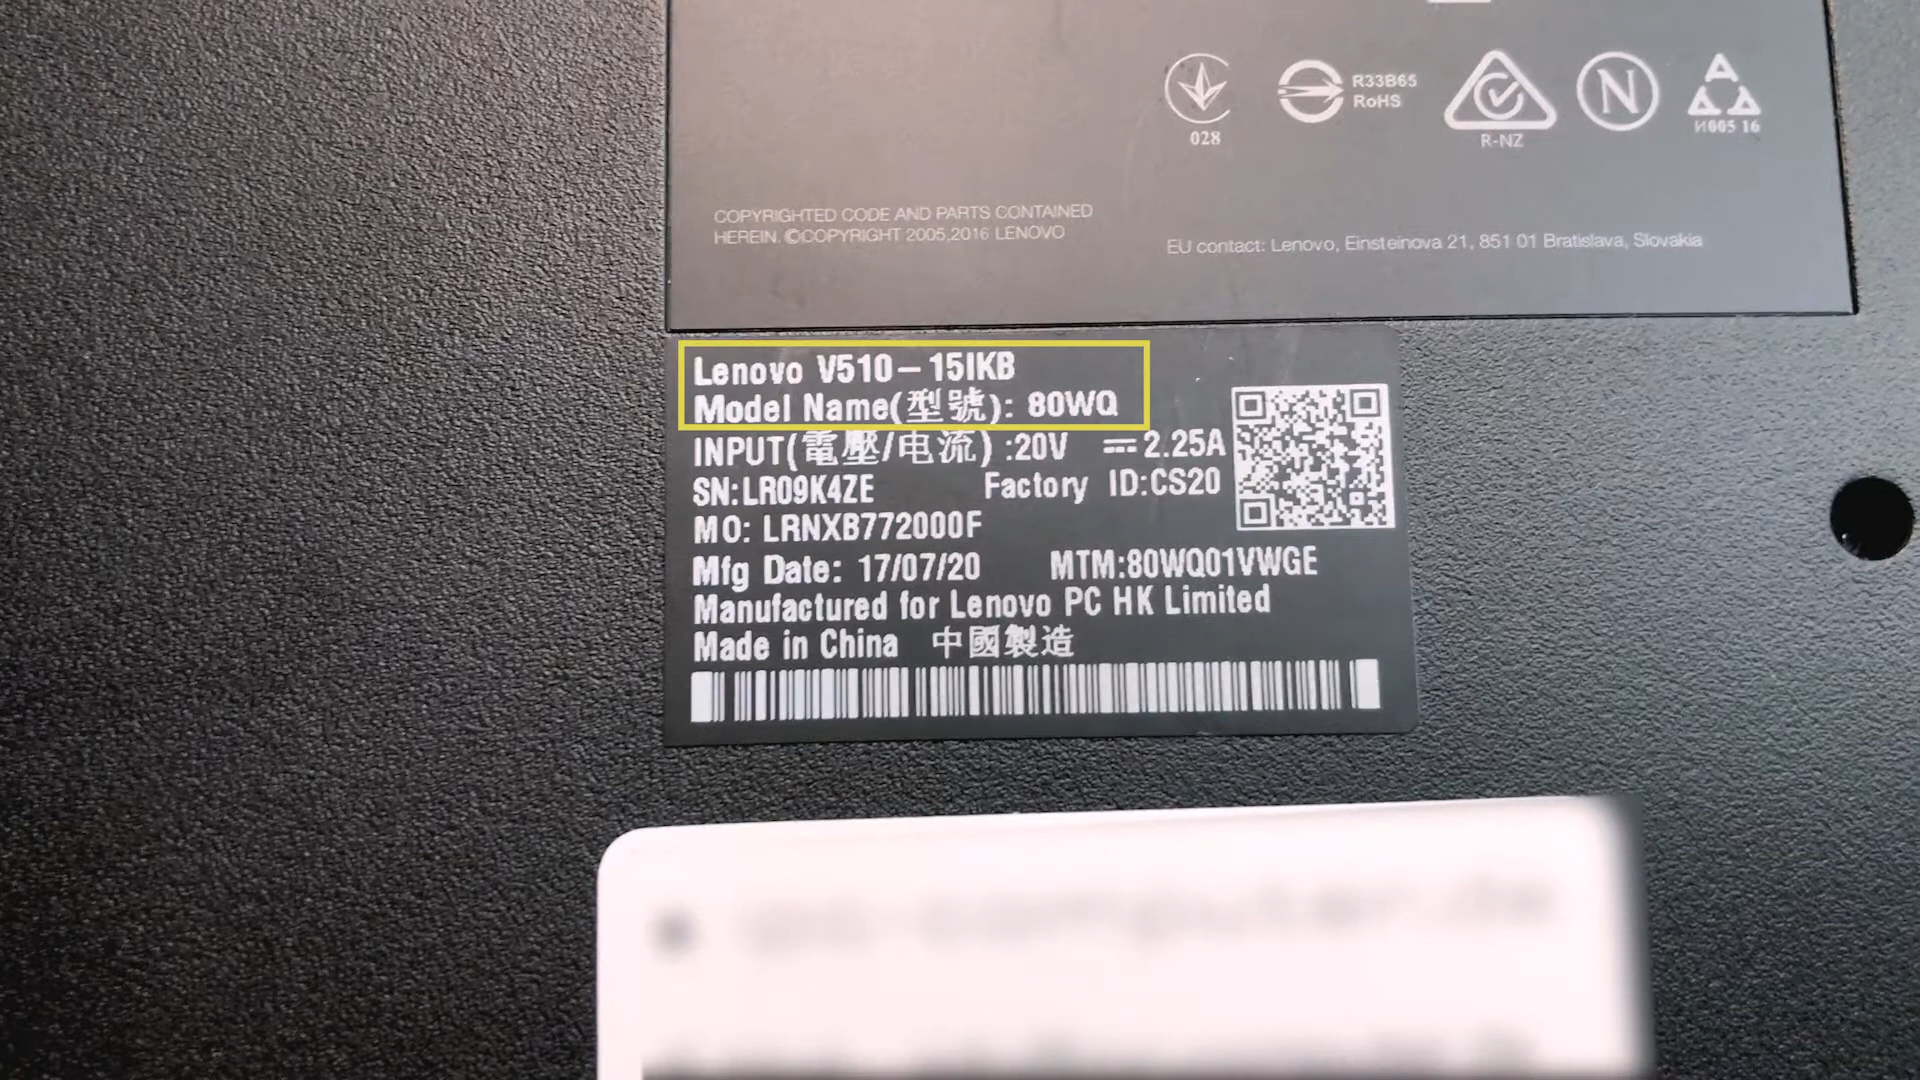 028
R33B65
RoHS
R-NZ
N
И005 16
COPYRIGHTED CODE AND PARTS CONTAINED
HEREIN. ©COPYRIGHT 2005,2016 LENOVO
EU contact: Lenovo, Einsteinova 21, 851 01 Bratislava, Slovakia
Lenovo V510-15IKB
Model Name(型號): 80WQ
INPUT(電壓/电流) :20V ⎓2.25A
SN:LR09K4ZE Factory ID:CS20
MO: LRNXB772000F
Mfg Date: 17/07/20 MTM:80WQ01VWGE
Manufactured for Lenovo PC HK Limited
Made in China 中國製造